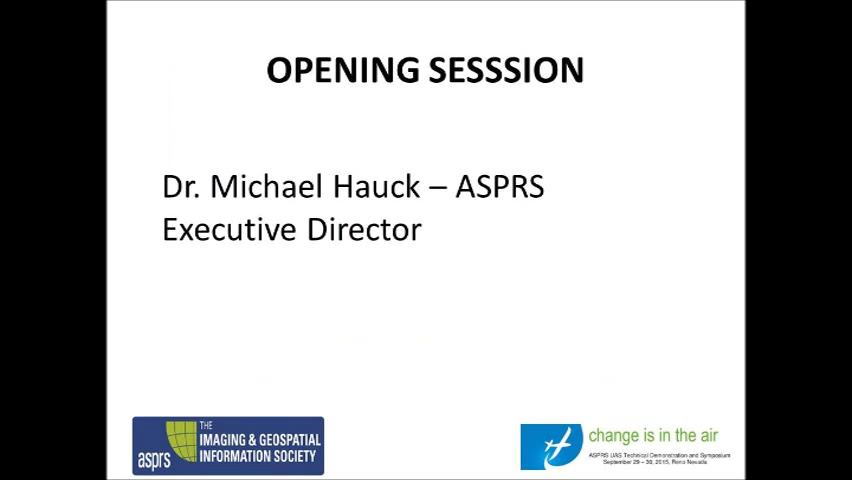 OPENING SESSSION
Dr. Michael Hauck – ASPRS
Executive Director
asprs
THE
IMAGING & GEOSPATIAL
INFORMATION SOCIETY
change is in the air
ASPRS UAS Technical Demonstration and Symposium
September 29 – 30, 2015, Reno Nevada